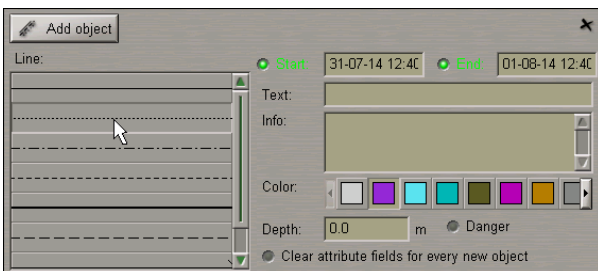 Add object
Line:
Start: 31-07-14 12:40 End: 01-08-14 12:40
Text:
Info:
Color:
Depth: 0.0 m Danger
Clear attribute fields for every new object